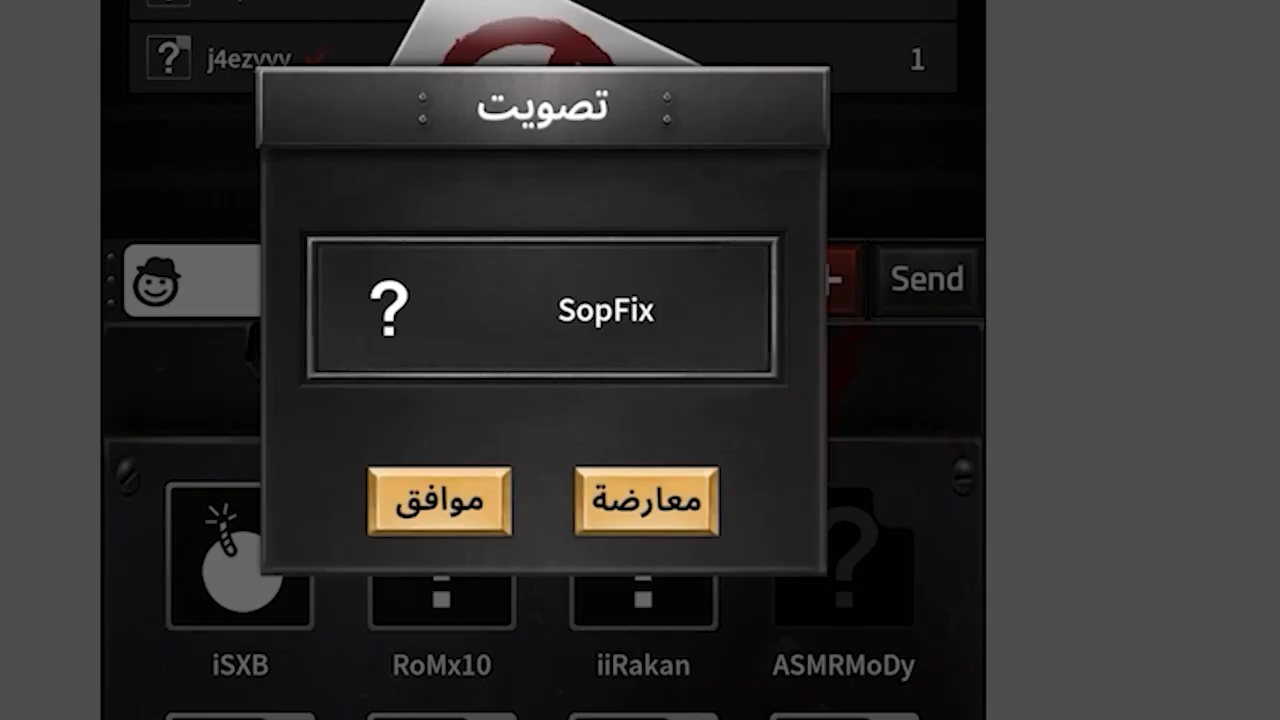 j4ezyyy
1
تصويت
Send
? SopFix
موافق
معارضة
iSXB
RoMx10
iiRakan
ASMRMoDy